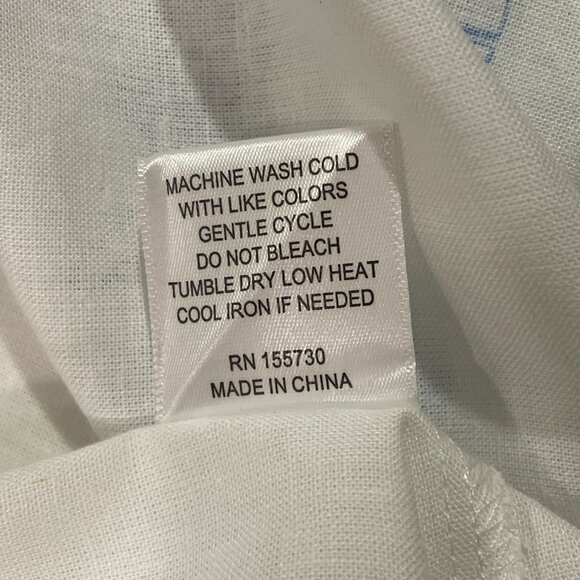 MACHINE WASH COLD
WITH LIKE COLORS
GENTLE CYCLE
DO NOT BLEACH
TUMBLE DRY LOW HEAT
COOL IRON IF NEEDED
RN 155730
MADE IN CHINA